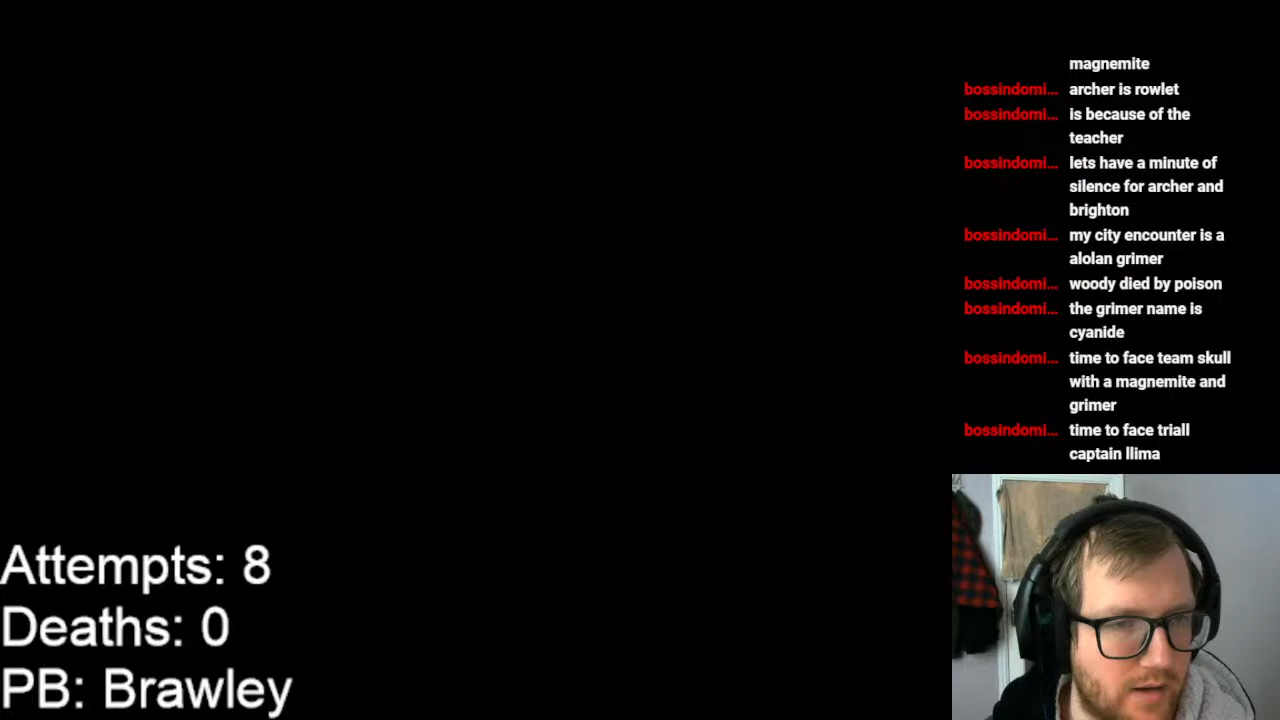 magnemite
bossindomi... archer is rowlet
bossindomi... is because of the
teacher
bossindomi... lets have a minute of
silence for archer and
brighton
bossindomi... my city encounter is a
alolan grimer
bossindomi... woody died by poison
bossindomi... the grimer name is
cyanide
bossindomi... time to face team skull
with a magnemite and
grimer
bossindomi... time to face triall
captain llima
Attempts: 8
Deaths: 0
PB: Brawley